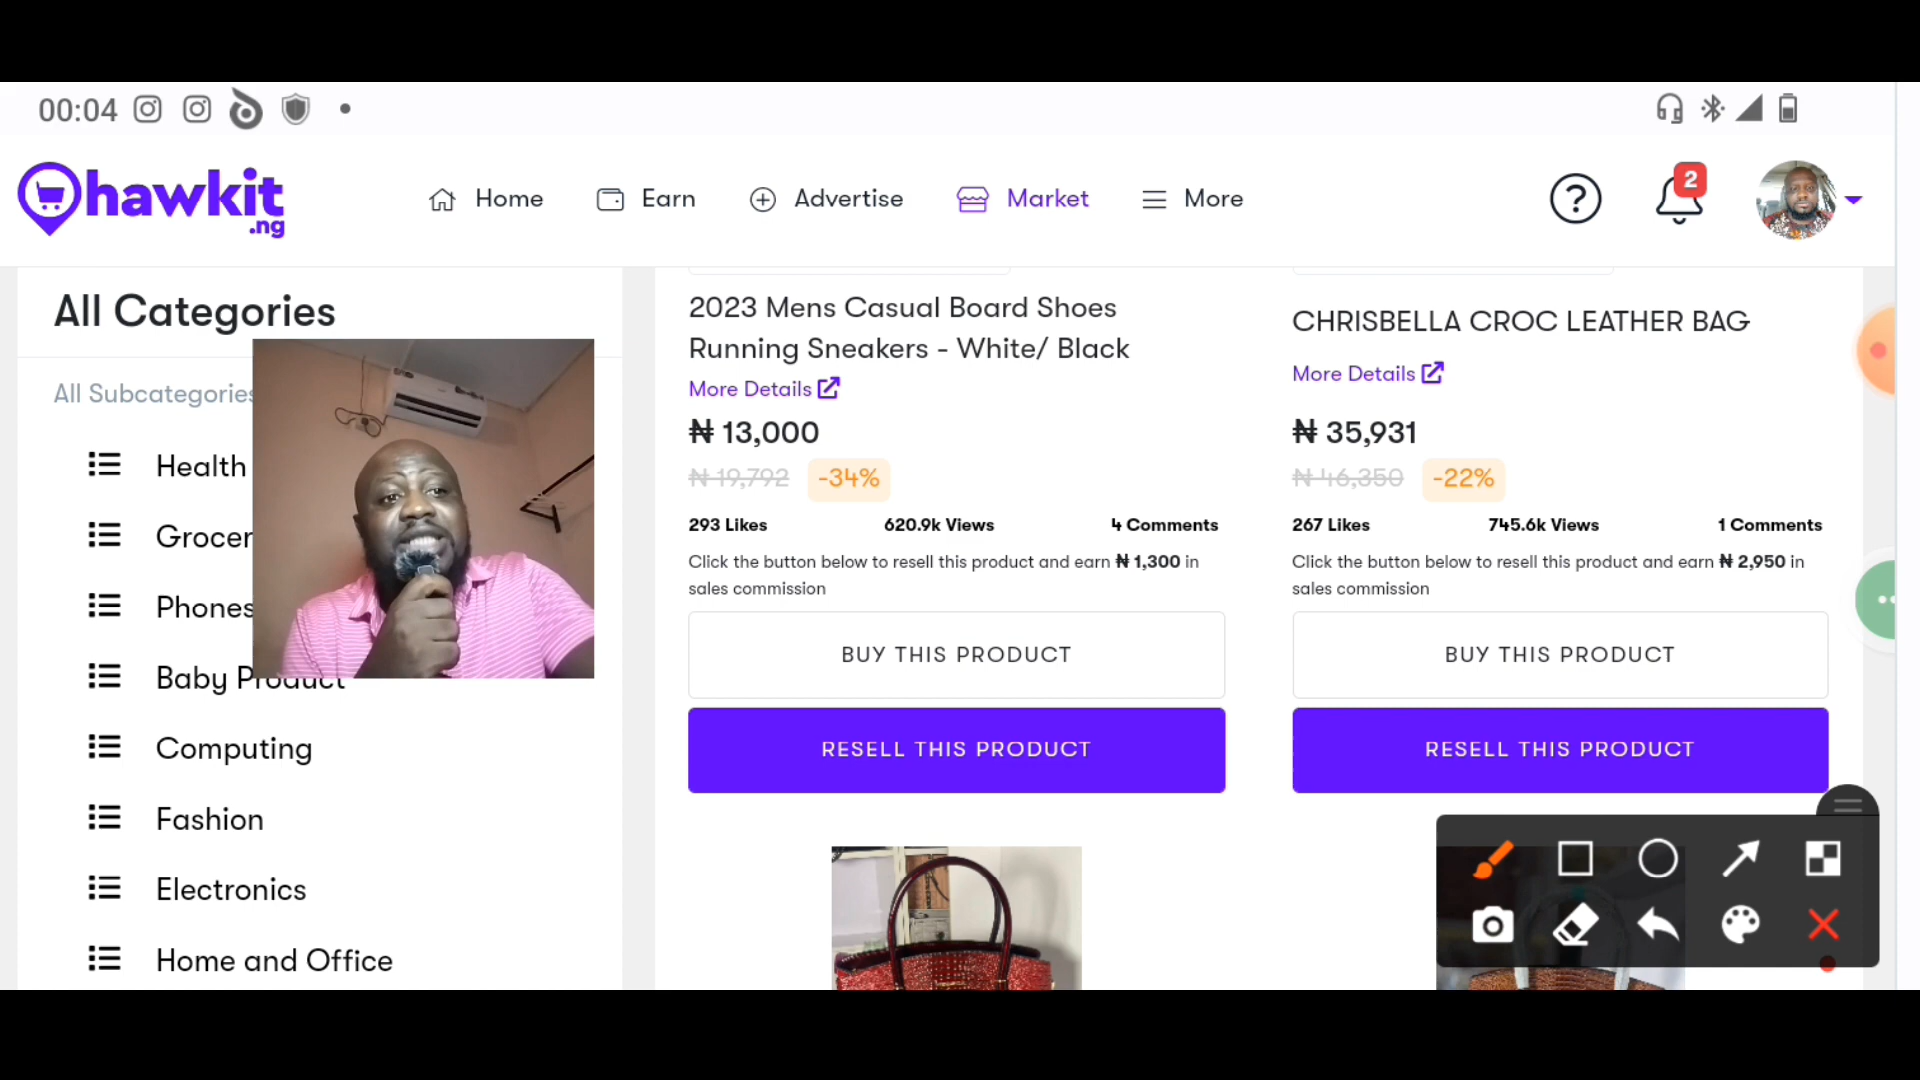 00:04
hawkit
.ng
Home
Earn
Advertise
Market
More
2
All Categories
All Subcategories
Health
Grocer
Phones
Baby Product
Computing
Fashion
Electronics
Home and Office
2023 Mens Casual Board Shoes
Running Sneakers - White/ Black
More Details
₦ 13,000
₦ 19,792
-34%
293 Likes
620.9k Views
4 Comments
Click the button below to resell this product and earn ₦ 1,300 in
sales commission
BUY THIS PRODUCT
RESELL THIS PRODUCT
CHRISBELLA CROC LEATHER BAG
More Details
₦ 35,931
₦ 46,350
-22%
267 Likes
745.6k Views
1 Comments
Click the button below to resell this product and earn ₦ 2,950 in
sales commission
BUY THIS PRODUCT
RESELL THIS PRODUCT